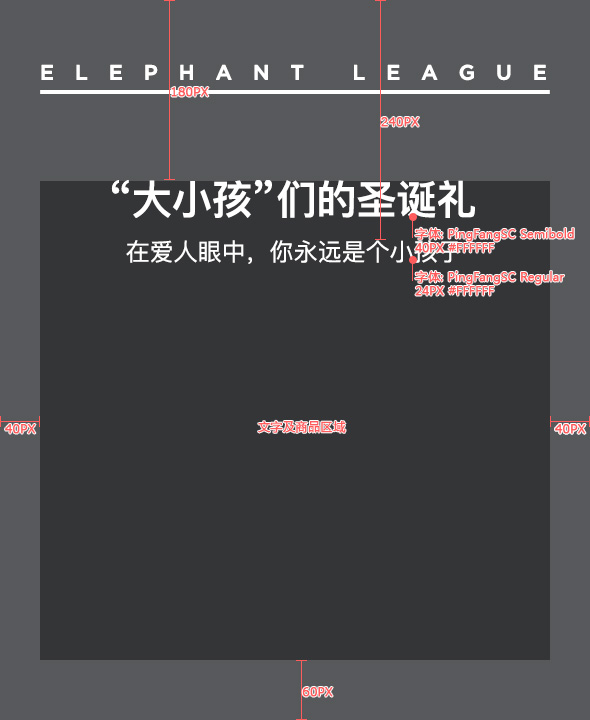 ELEPHANT LEAGUE
180PX
240PX
“大小孩”们的圣诞礼
字体: PingFangSC Semibold
40PX #FFFFFF
在爱人眼中，你永远是个小孩子
字体: PingFangSC Regular
24PX #FFFFFF
40PX
文字及商品区域
40PX
60PX